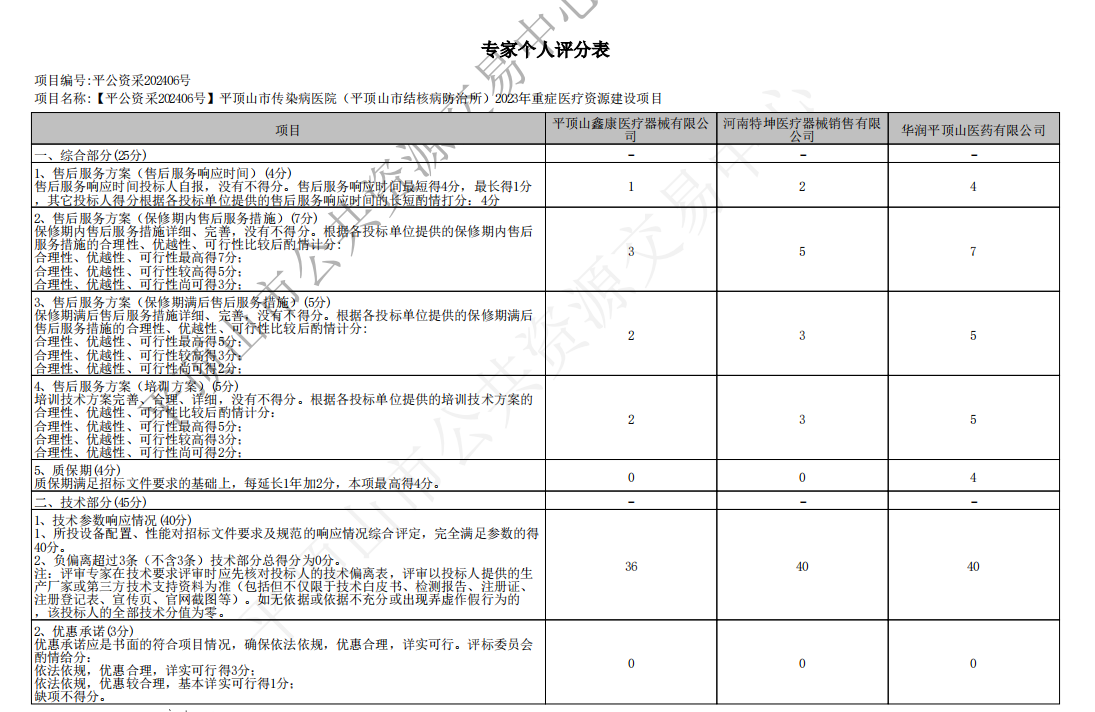 专家个人评分表
项目编号:平公资采202406号
项目名称:【平公资采202406号】平顶山市传染病医院（平顶山市结核病防治所）2023年重症医疗资源建设项目
项目
平顶山鑫康医疗器械有限公
司
河南特坤医疗器械销售有限
公司
华润平顶山医药有限公司
一、综合部分(25分)
-
-
-
1、售后服务方案（售后服务响应时间）(4分)
售后服务响应时间投标人自报，没有不得分。售后服务响应时间最短得4分，最长得1分
，其它投标人得分根据各投标单位提供的售后服务响应时间的长短酌情打分：4分
1
2
4
2、售后服务方案（保修期内售后服务措施）(7分)
保修期内售后服务措施详细、完善，没有不得分。根据各投标单位提供的保修期内售后
服务措施的合理性、优越性、可行性比较后酌情计分:
合理性、优越性、可行性最高得7分；
合理性、优越性、可行性较高得5分；
合理性、优越性、可行性尚可得3分；
3
5
7
3、售后服务方案（保修期满后售后服务措施）(5分)
保修期满后售后服务措施详细、完善，没有不得分。根据各投标单位提供的保修期满后
售后服务措施的合理性、优越性、可行性比较后酌情计分:
合理性、优越性、可行性最高得5分；
合理性、优越性、可行性较高得3分；
合理性、优越性、可行性尚可得2分；
2
3
5
4、售后服务方案（培训方案）(5分)
培训技术方案完善、合理、详细，没有不得分。根据各投标单位提供的培训技术方案的
合理性、优越性、可行性比较后酌情计分：
合理性、优越性、可行性最高得5分；
合理性、优越性、可行性较高得3分；
合理性、优越性、可行性尚可得2分；
2
3
5
5、质保期(4分)
质保期满足招标文件要求的基础上，每延长1年加2分，本项最高得4分。
0
0
4
二、技术部分(45分)
-
-
-
1、技术参数响应情况(40分)
1、所投设备配置、性能对招标文件要求及规范的响应情况综合评定，完全满足参数的得
40分。
2、负偏离超过3条（不含3条）技术部分总得分为0分。
注：评审专家在技术要求评审时应先核对投标人的技术偏离表，评审以投标人提供的生
产厂家或第三方技术支持资料为准（包括但不仅限于技术白皮书、检测报告、注册证、
注册登记表、宣传页、官网截图等）。如无依据或依据不充分或出现弄虚作假行为的
，该投标人的全部技术分值为零。
36
40
40
2、优惠承诺(3分)
优惠承诺应是书面的符合项目情况，确保依法依规，优惠合理，详实可行。评标委员会
酌情给分：
依法依规，优惠合理，详实可行得3分；
依法依规，优惠较合理，基本详实可行得1分；
缺项不得分。
0
0
0
平顶山市公共资源交易中心
平顶山市公共资源交易中心